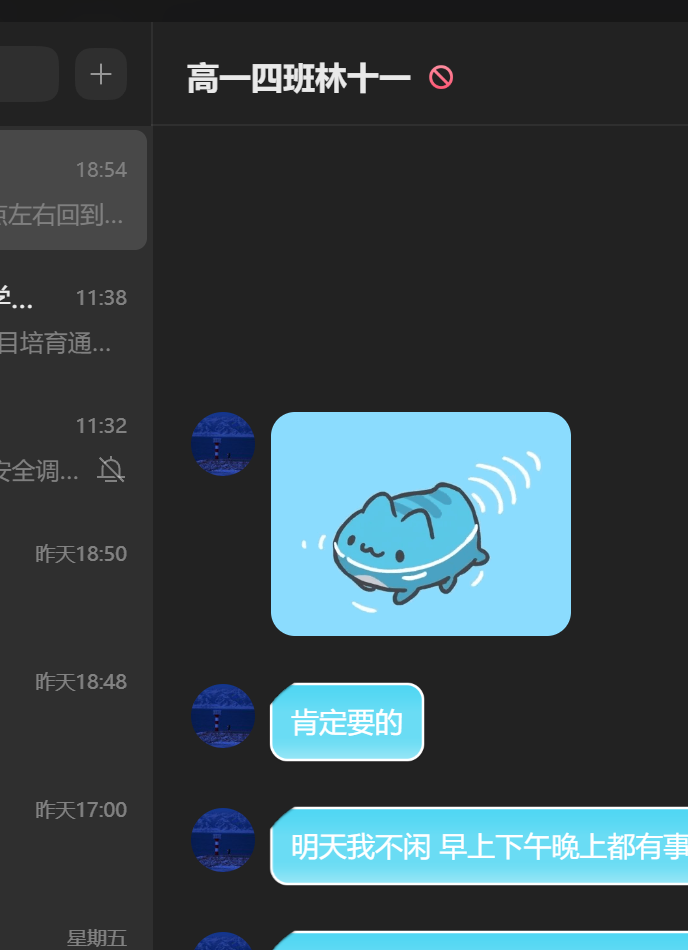 高一四班林十一
18:54
点左右回到...
学...
11:38
目培育通...
11:32
安全调...
昨天18:50
昨天18:48
昨天17:00
星期五
肯定要的
明天我不闲 早上下午晚上都有事